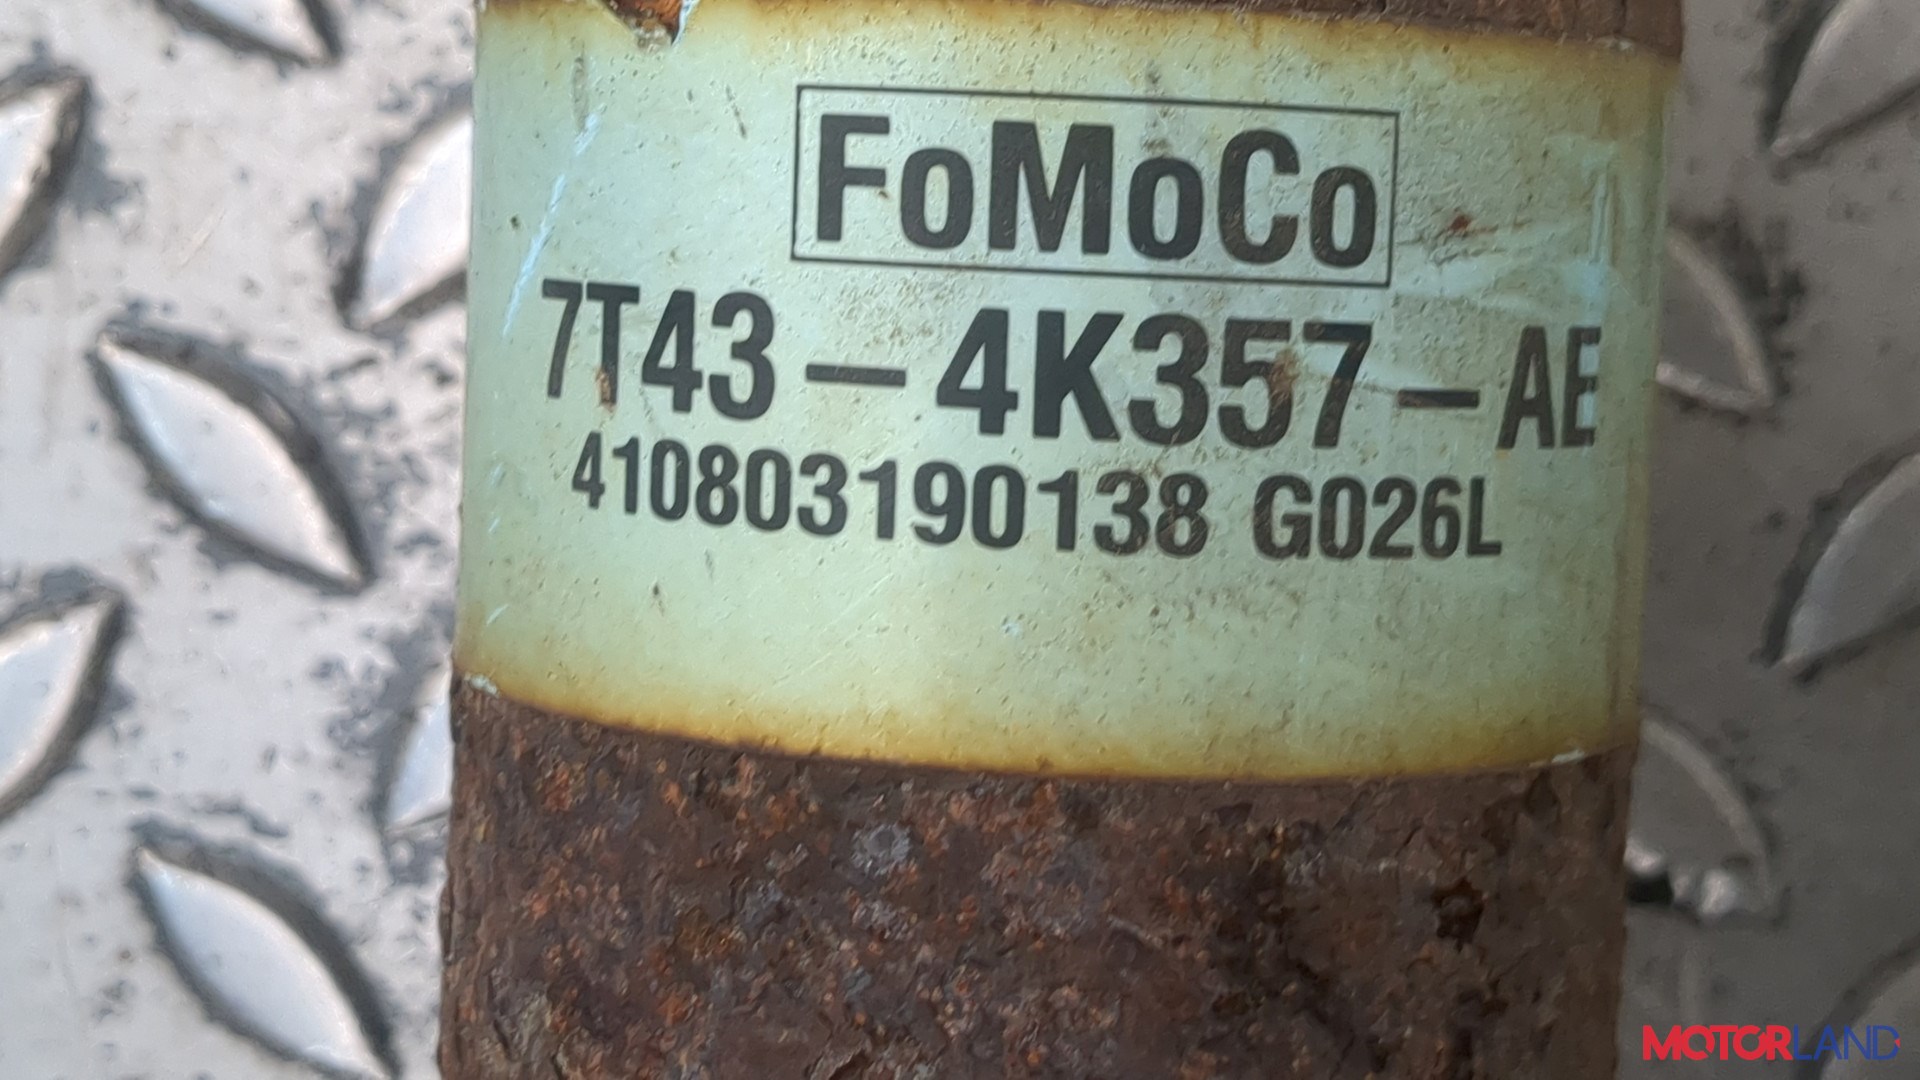 FoMoCo
7T43-4K357-AE
410803190138 G026L
MOTORLAND